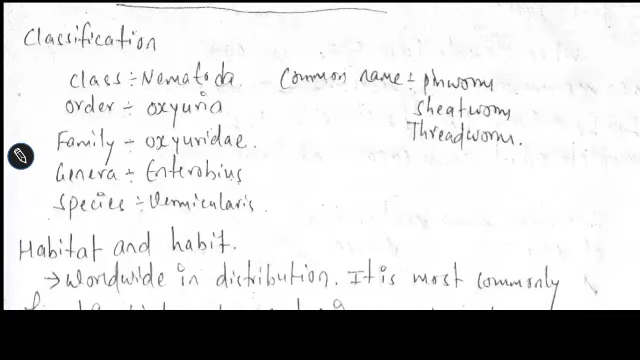 Classification
Class ÷ Nematoda Common name ÷ pinworm
Order ÷ oxyuria Sheatworm
Threadworm.
Family ÷ oxyuridae.
Genera ÷ Enterobius
Species ÷ Vermicularis.
Habitat and habit.
→ Worldwide in distribution. It is most commonly